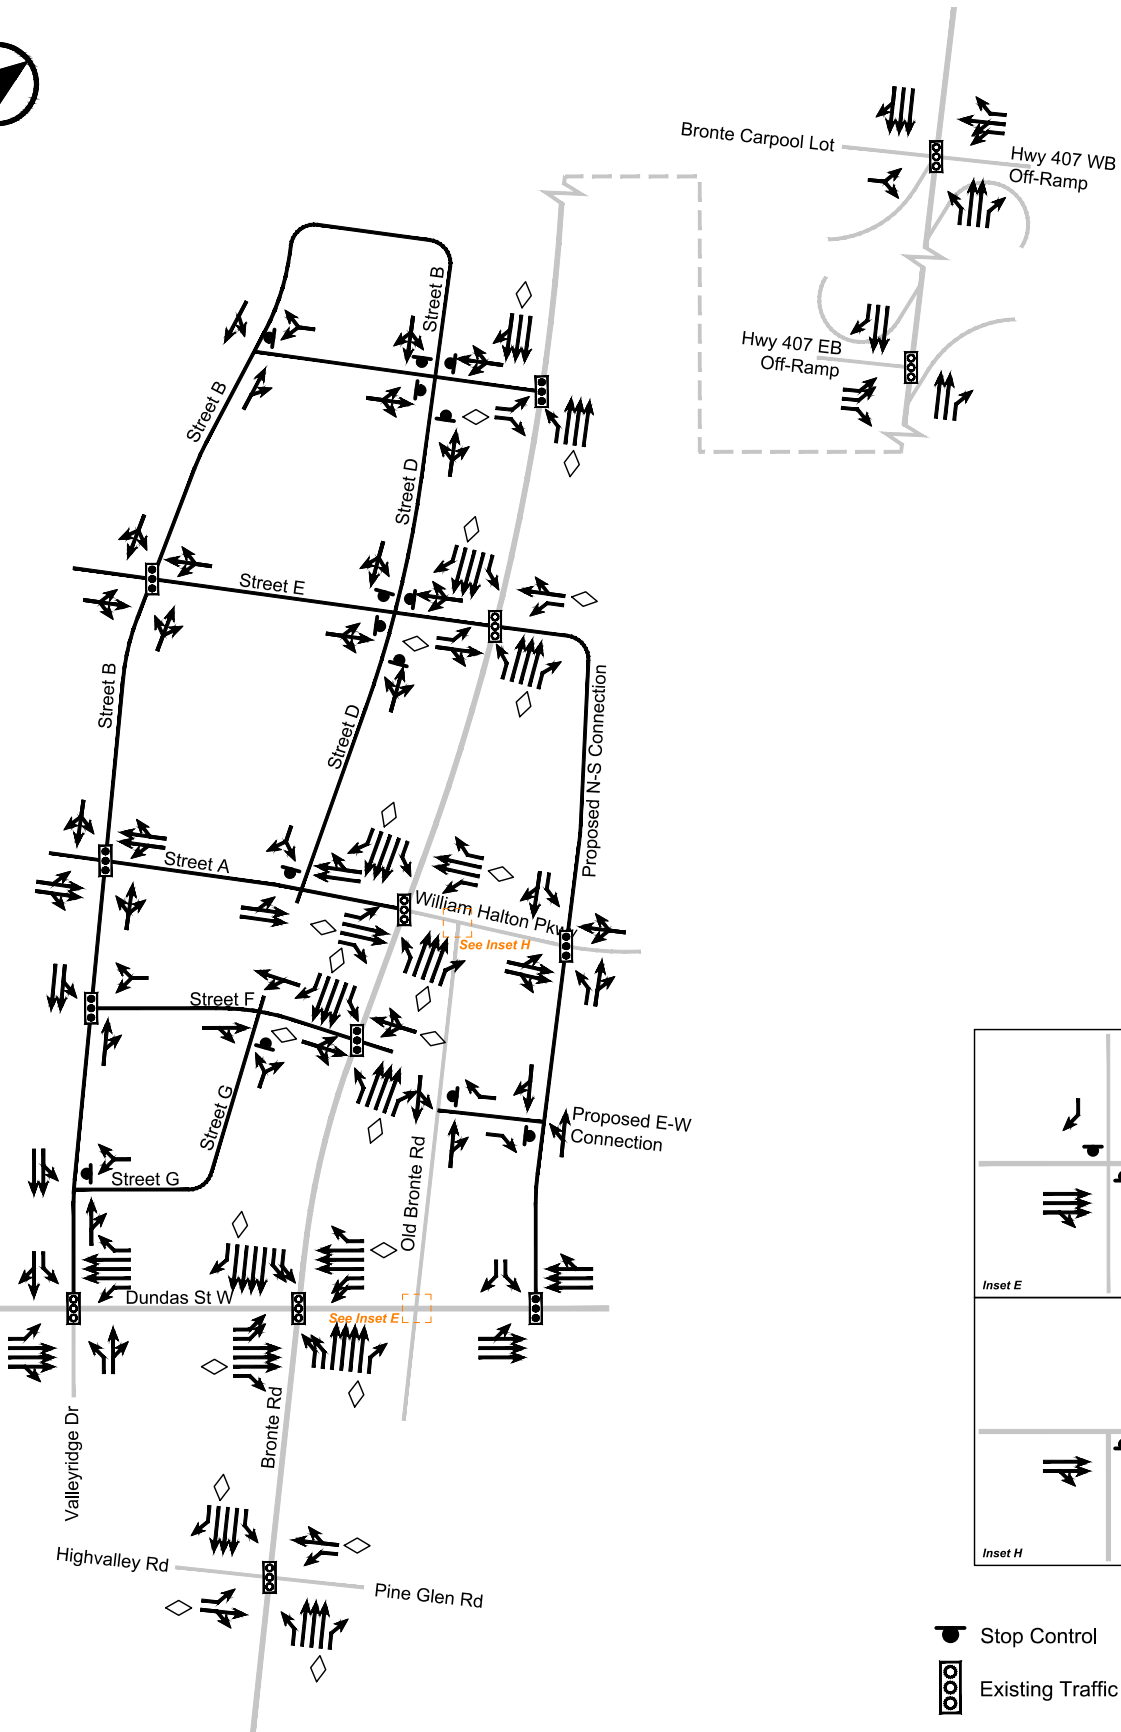 Bronte Carpool Lot
Hwy 407 WB
Off-Ramp
Street B
Hwy 407 EB
Off-Ramp
Street B
Street D
Street E
Street B
Street D
Proposed N-S Connection
Street A
William Halton Pkwy
See Inset H
Street F
Street G
Proposed E-W
Connection
Old Bronte Rd
Street G
Dundas St W
See Inset E
Inset E
Valleyridge Dr
Bronte Rd
Highvalley Rd
Pine Glen Rd
Inset H
Stop Control
Existing Traffic